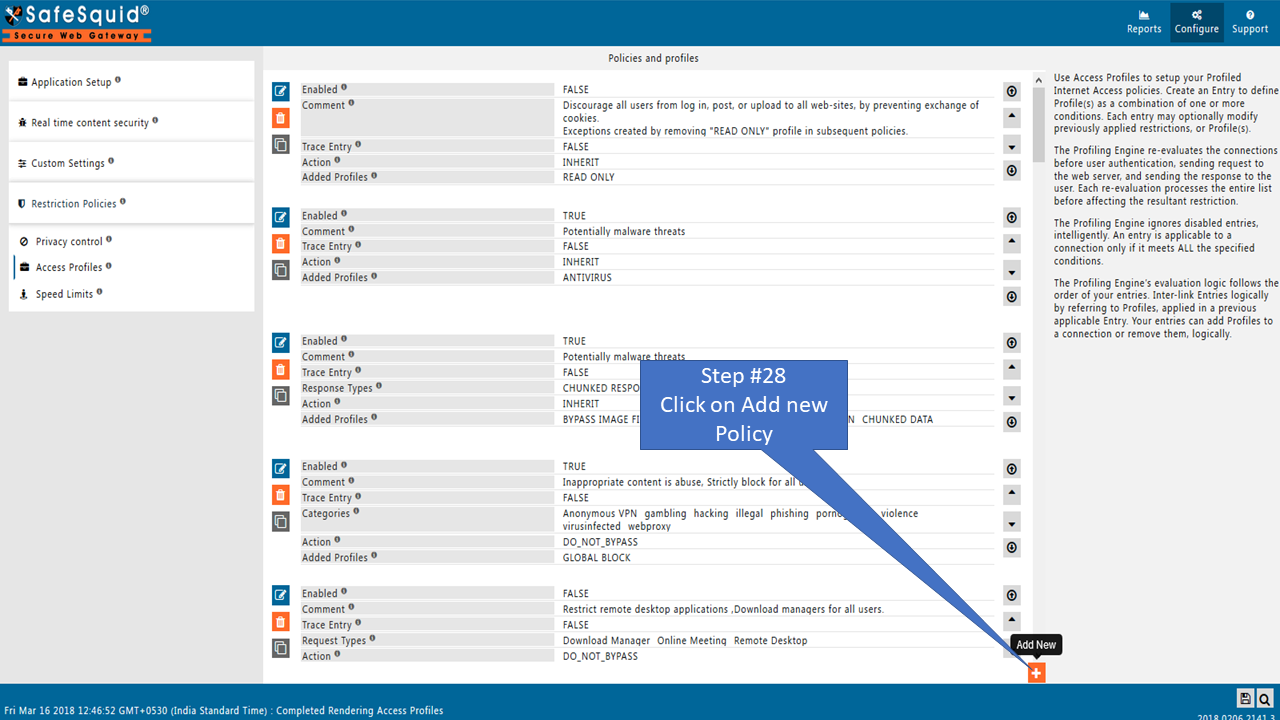 SafeSquid®
Secure Web Gateway
Reports
Configure
Support
Application Setup
Real time content security
Custom Settings
Restriction Policies
Privacy control
Access Profiles
Speed Limits
Policies and profiles
Enabled FALSE
Comment Discourage all users from log in, post, or upload to all web-sites, by preventing exchange of
cookies.
Exceptions created by removing "READ ONLY" profile in subsequent policies.
Trace Entry FALSE
Action INHERIT
Added Profiles READ ONLY
Enabled TRUE
Comment Potentially malware threats
Trace Entry FALSE
Action INHERIT
Added Profiles ANTIVIRUS
Enabled TRUE
Comment Potentially malware threats
Trace Entry FALSE
Response Types CHUNKED
Action INHERIT
Added Profiles BYPASS IMAGE CHUNKED DATA
Enabled TRUE
Comment Inappropriate content is abuse, Strictly block for all
Trace Entry FALSE
Categories Anonymous VPN gambling hacking illegal phishing violence
virusinfected webproxy
Action DO_NOT_BYPASS
Added Profiles GLOBAL BLOCK
Enabled FALSE
Comment Restrict remote desktop applications ,Download managers for all users.
Trace Entry FALSE
Request Types Download Manager Online Meeting Remote Desktop
Action DO_NOT_BYPASS
Step #28
Click on Add new
Policy
Add New
Use Access Profiles to setup your Profiled
Internet Access policies. Create an Entry to define
Profile(s) as a combination of one or more
conditions. Each entry may optionally modify
previously applied restrictions, or Profile(s).
The Profiling Engine re-evaluates the connections
before user authentication, sending request to
the web server, and sending the response to the
user. Each re-evaluation processes the entire list
before affecting the resultant restriction.
The Profiling Engine ignores disabled entries,
intelligently. An entry is applicable to a
connection only if it meets ALL the specified
conditions.
The Profiling Engine's evaluation logic follows the
order of your entries. Inter-link Entries logically
by referring to Profiles, applied in a previous
applicable Entry. Your entries can add Profiles to
a connection or remove them, logically.
Fri Mar 16 2018 12:46:52 GMT+0530 (India Standard Time) : Completed Rendering Access Profiles
2018.0206.2141.3